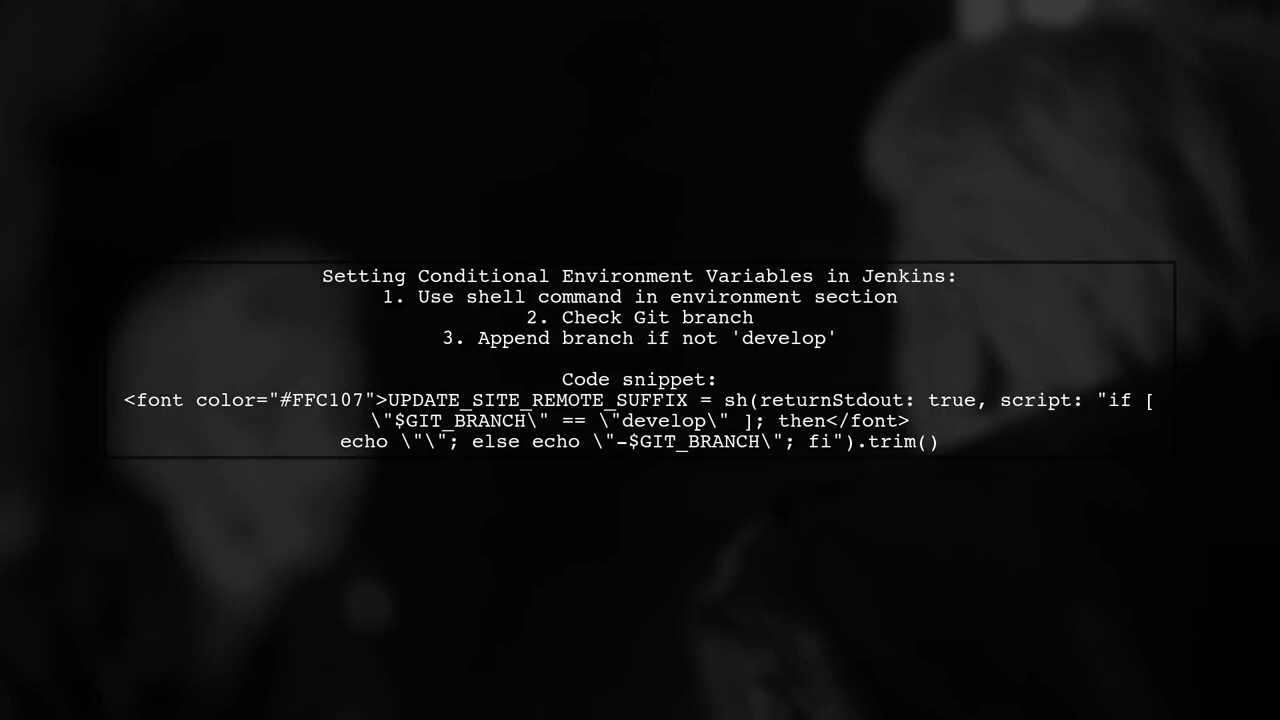 Setting Conditional Environment Variables in Jenkins:
1. Use shell command in environment section
2. Check Git branch
3. Append branch if not 'develop'
Code snippet:
<font color="#FFC107">UPDATE_SITE_REMOTE_SUFFIX = sh(returnStdout: true, script: "if [
\"$GIT_BRANCH\" == \"develop\" ]; then</font>
echo \"\"; else echo \"-$GIT_BRANCH\"; fi").trim()